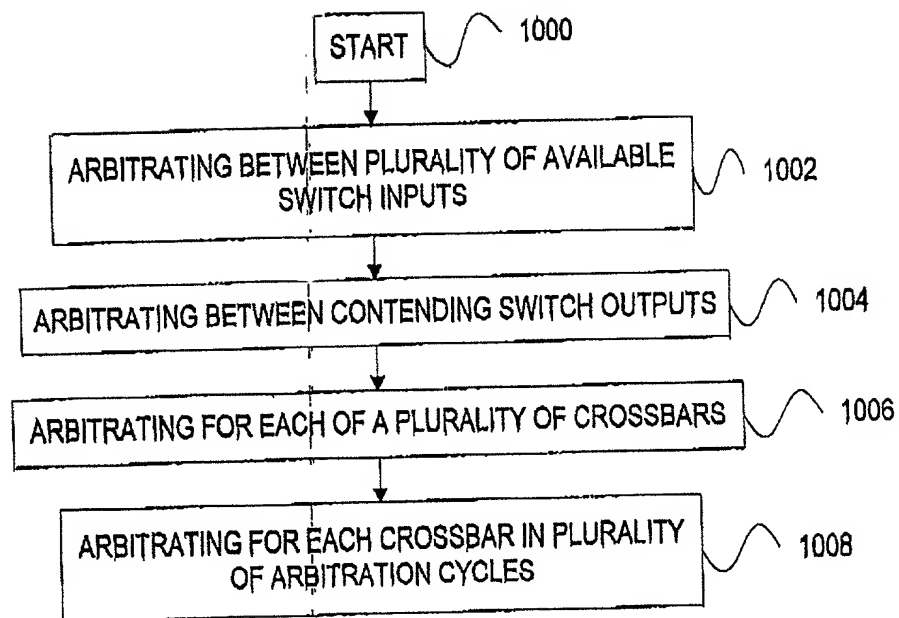 START
1000
ARBITRATING BETWEEN PLURALITY OF AVAILABLE
SWITCH INPUTS
1002
ARBITRATING BETWEEN CONTENDING SWITCH OUTPUTS
1004
ARBITRATING FOR EACH OF A PLURALITY OF CROSSBARS
1006
ARBITRATING FOR EACH CROSSBAR IN PLURALITY
OF ARBITRATION CYCLES
1008